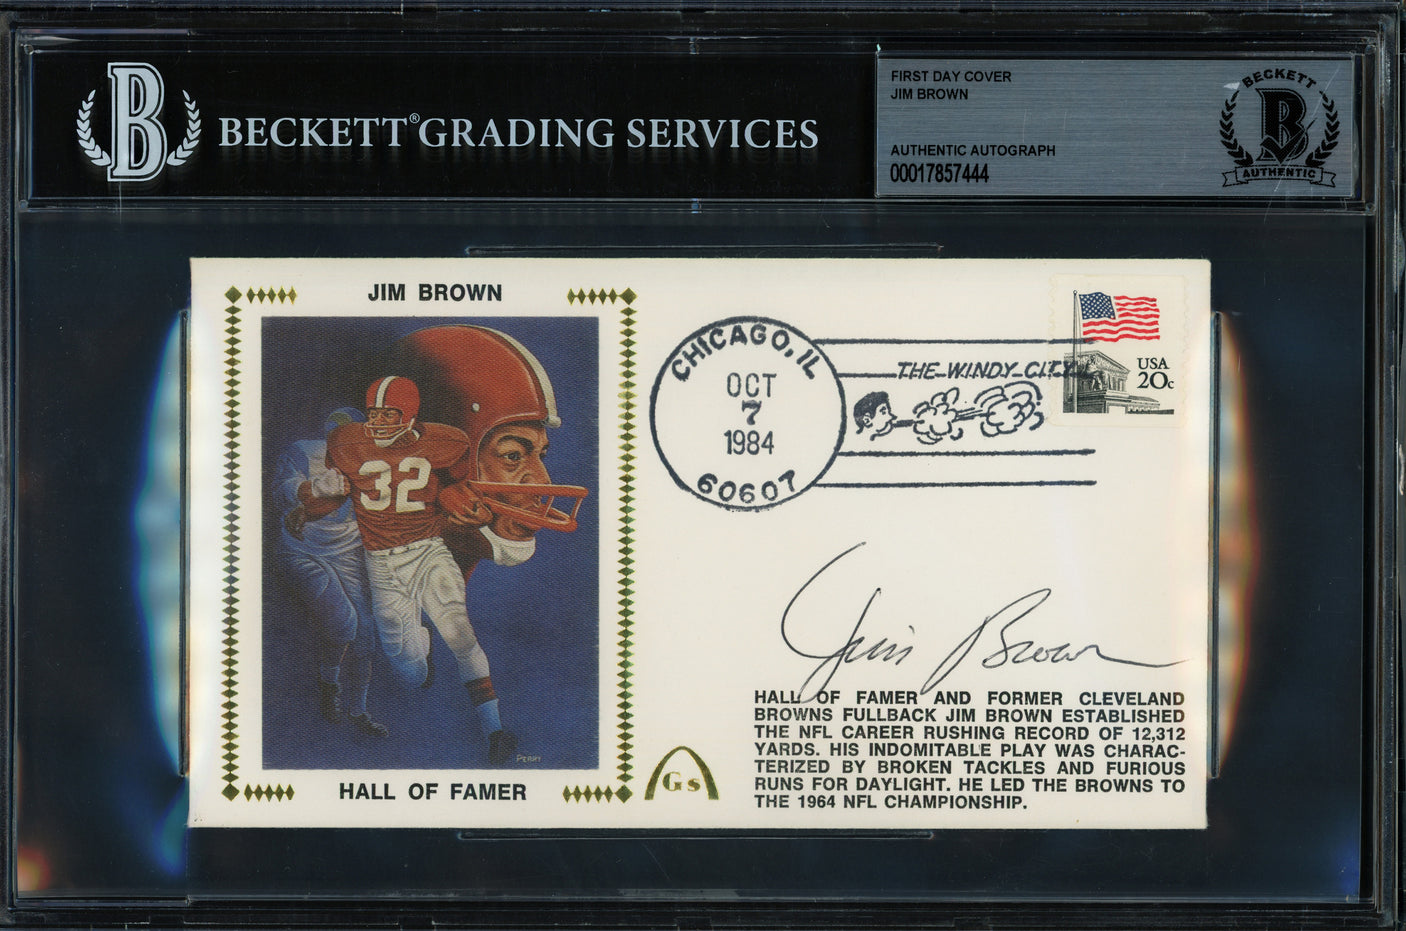 B
BECKETT® GRADING SERVICES
FIRST DAY COVER
JIM BROWN
AUTHENTIC AUTOGRAPH
00017857444
BECKETT
B
AUTHENTIC
JIM BROWN
32
PERRY
HALL OF FAMER
Gs
CHICAGO, IL
OCT
7
1984
60607
THE WINDY CITY
USA
20c
Jim Brown
HALL OF FAMER AND FORMER CLEVELAND
BROWNS FULLBACK JIM BROWN ESTABLISHED
THE NFL CAREER RUSHING RECORD OF 12,312
YARDS. HIS INDOMITABLE PLAY WAS CHARAC-
TERIZED BY BROKEN TACKLES AND FURIOUS
RUNS FOR DAYLIGHT. HE LED THE BROWNS TO
THE 1964 NFL CHAMPIONSHIP.